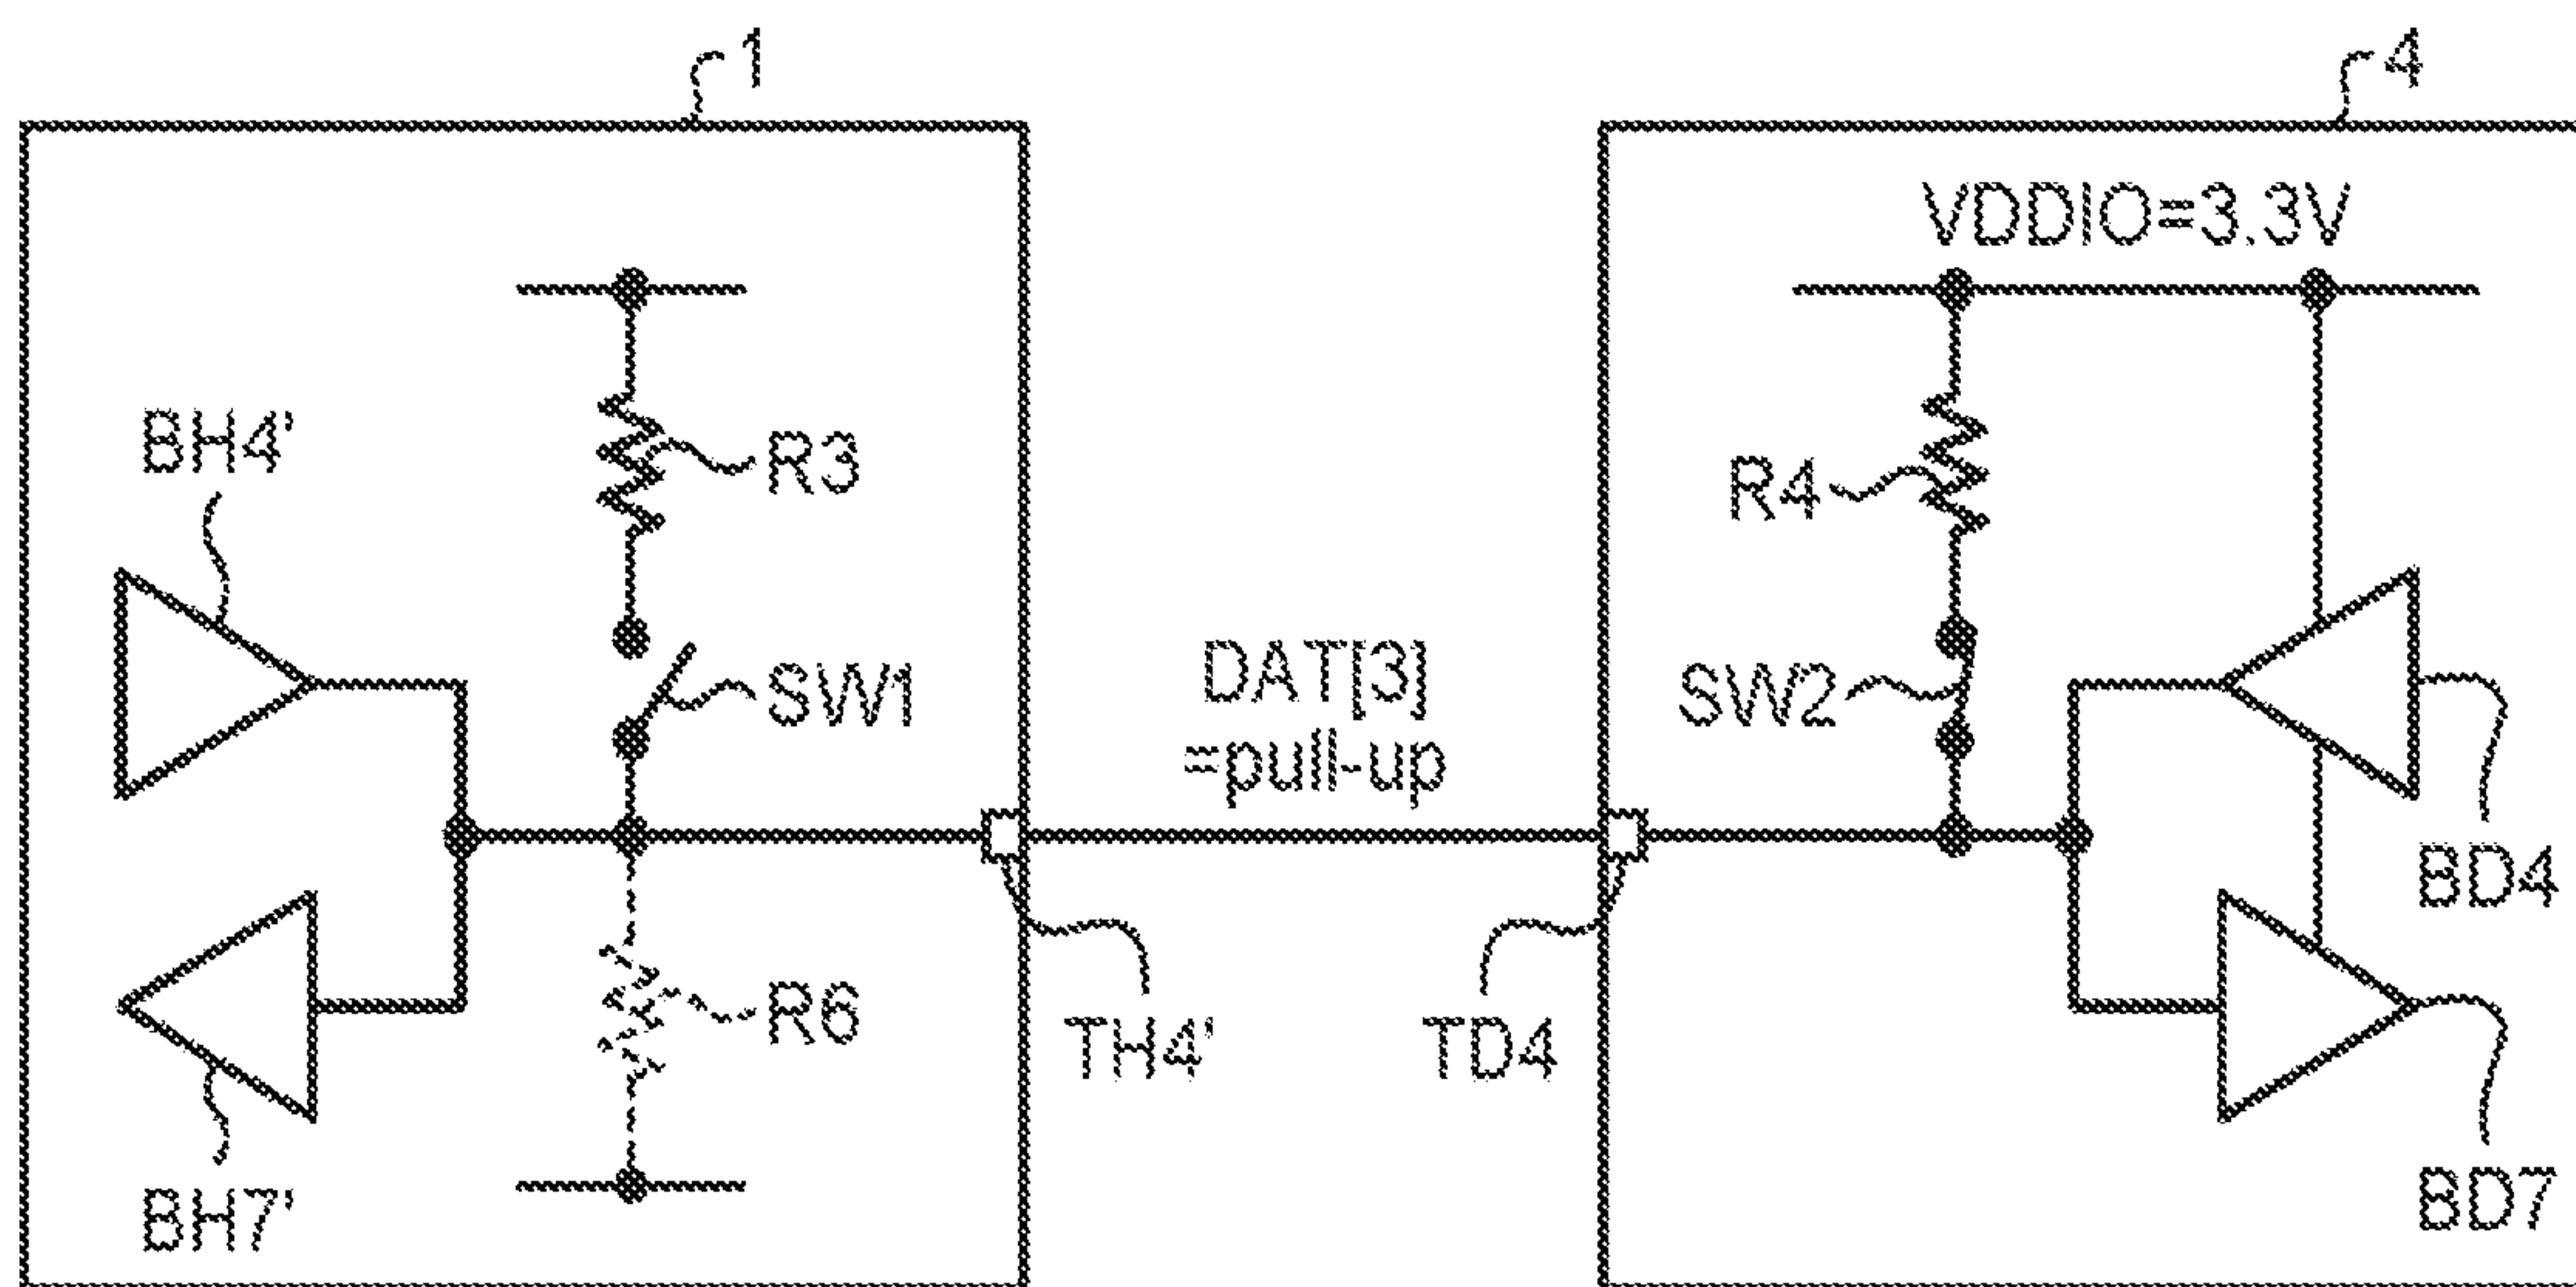 1
4
VDDIO=3.3V
BH4'
R3
R4
SW1
DAT[3]
=pull-up
SW2
BD4
R6
TH4'
TD4
BH7'
BD7